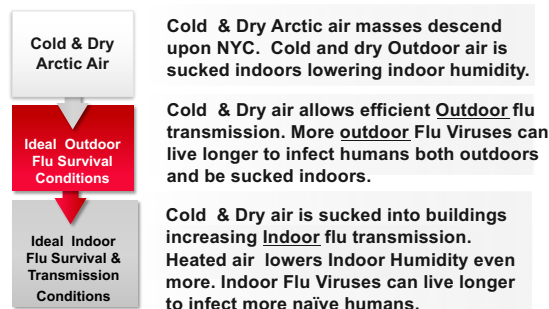 Cold & Dry
Arctic Air
Cold & Dry Arctic air masses descend
upon NYC. Cold and dry Outdoor air is
sucked indoors lowering indoor humidity.
Ideal Outdoor
Flu Survival
Conditions
Cold & Dry air allows efficient Outdoor flu
transmission. More outdoor Flu Viruses can
live longer to infect humans both outdoors
and be sucked indoors.
Ideal Indoor
Flu Survival &
Transmission
Conditions
Cold & Dry air is sucked into buildings
increasing Indoor flu transmission.
Heated air lowers Indoor Humidity even
more. Indoor Flu Viruses can live longer
to infect more naïve humans.